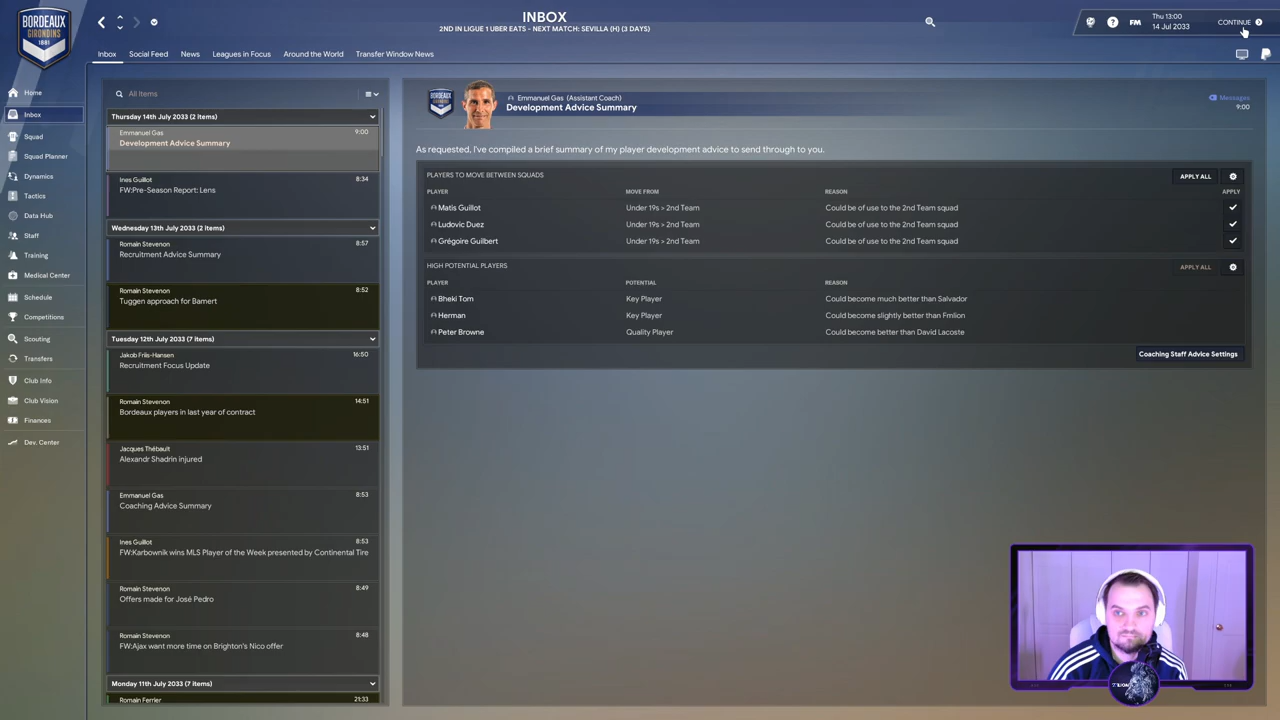 BORDEAUX
GIRONDINS
1881
INBOX
2ND IN LIGUE 1 UBER EATS - NEXT MATCH: SEVILLA (H) (3 DAYS)
FM
Thu 13:00
14 Jul 2033
CONTINUE
Inbox
Social Feed
News
Leagues in Focus
Around the World
Transfer Window News
Home
Inbox
Squad
Squad Planner
Dynamics
Tactics
Data Hub
Staff
Training
Medical Center
Schedule
Competitions
Scouting
Transfers
Club Info
Club Vision
Finances
Dev. Center
All Items
Thursday 14th July 2033 (2 items)
Emmanuel Gas 9:00
Development Advice Summary
Ines Guillot 8:34
FW:Pre-Season Report: Lens
Wednesday 13th July 2033 (2 items)
Romain Stevenon 8:57
Recruitment Advice Summary
Romain Stevenon 8:52
Tuggen approach for Bamert
Tuesday 12th July 2033 (7 items)
Jakob Friis-Hansen 16:50
Recruitment Focus Update
Romain Stevenon 14:51
Bordeaux players in last year of contract
Jacques Thébault 13:51
Alexandr Shadrin injured
Emmanuel Gas 8:53
Coaching Advice Summary
Ines Guillot 8:53
FW:Karbownik wins MLS Player of the Week presented by Continental Tire
Romain Stevenon 8:49
Offers made for José Pedro
Romain Stevenon 8:48
FW:Ajax want more time on Brighton's Nico offer
Monday 11th July 2033 (7 items)
Romain Ferrier 21:33
Emmanuel Gas (Assistant Coach)
Development Advice Summary
Messages
9:00
As requested, I've compiled a brief summary of my player development advice to send through to you.
PLAYERS TO MOVE BETWEEN SQUADS APPLY ALL
PLAYER MOVE FROM REASON APPLY
Matis Guillot Under 19s > 2nd Team Could be of use to the 2nd Team squad
Ludovic Duez Under 19s > 2nd Team Could be of use to the 2nd Team squad
Grégoire Guilbert Under 19s > 2nd Team Could be of use to the 2nd Team squad
HIGH POTENTIAL PLAYERS APPLY ALL
PLAYER POTENTIAL REASON
Bheki Tom Key Player Could become much better than Salvador
Herman Key Player Could become slightly better than Fmlion
Peter Browne Quality Player Could become better than David Lacoste
Coaching Staff Advice Settings